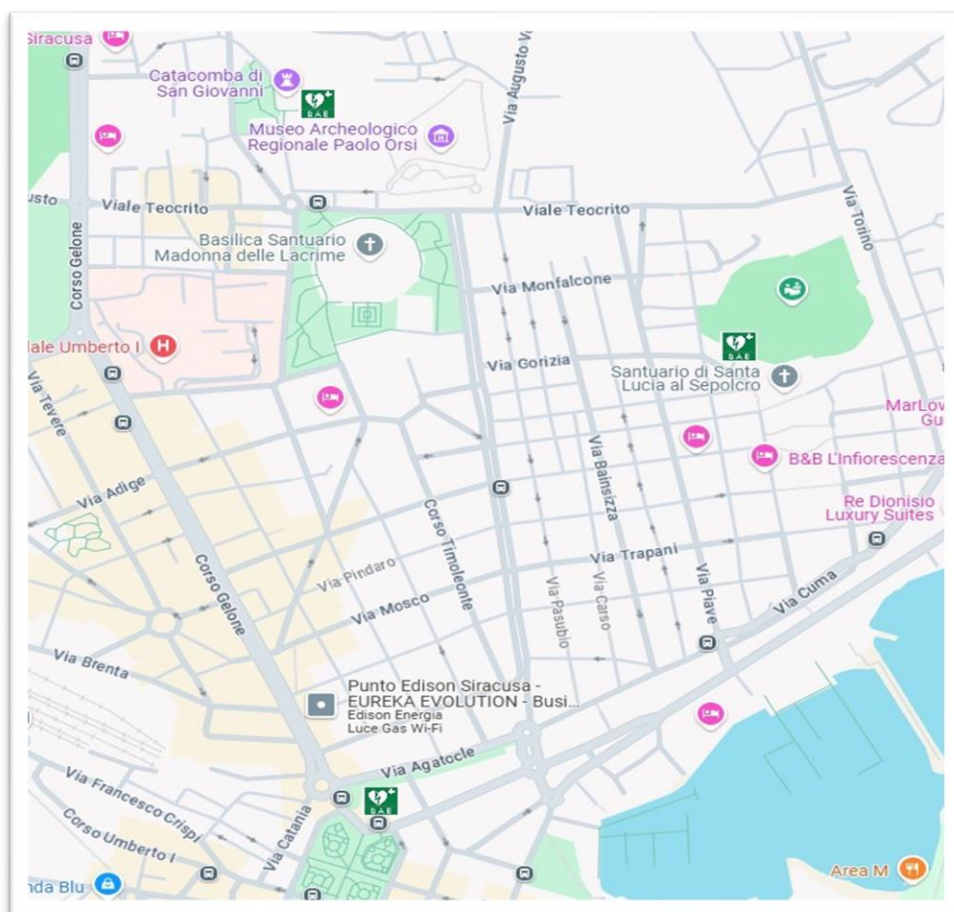 Siracusa
Catacomba di
San Giovanni
DAE
Museo Archeologico
Regionale Paolo Orsi
Via Augusto V
usto
Viale Teocrito
Viale Teocrito
Via Torino
Corso Gelone
Basilica Santuario
Madonna delle Lacrime
Via Monfalcone
dale Umberto I
H
DAE
Via Gorizia
Santuario di Santa
Lucia al Sepolcro
Via Tevere
MarLov
Gu
B&B L'Infiorescenza
Via Bainsizza
Via Adige
Re Dionisio
Luxury Suites
Corso Timoleonte
Via Trapani
Corso Gelone
Via Pindaro
Via Pasubio
Via Carso
Via Piave
Via Cuma
Via Mosco
Via Brenta
Punto Edison Siracusa -
EUREKA EVOLUTION - Busi...
Edison Energia
Luce Gas Wi-Fi
Via Agatocle
Via Francesco Crispi
DAE
Corso Umberto I
Via Catania
nda Blu
Area M